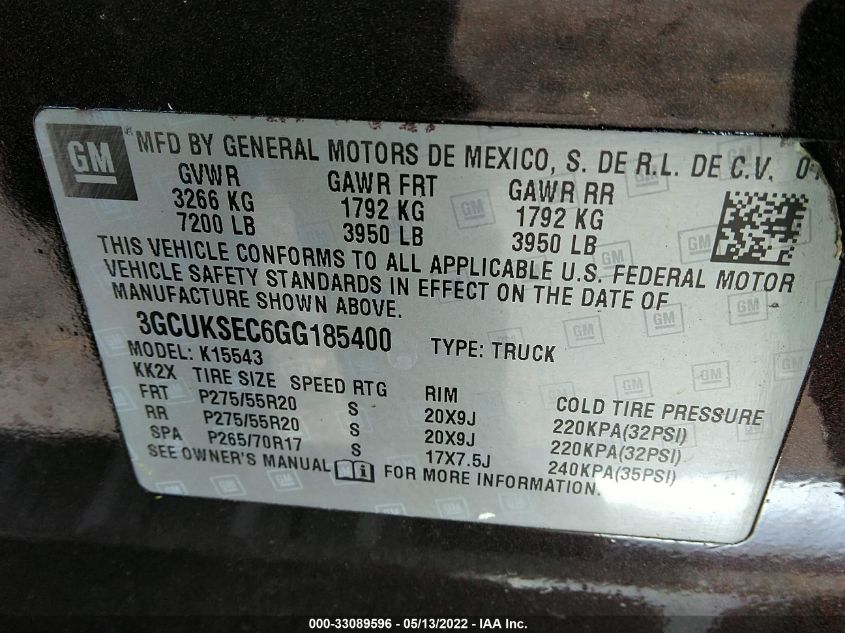 GM ® MFD BY GENERAL MOTORS DE MEXICO, S. DE R.L. DE C.V.
GVWR GAWR FRT GAWR RR
3266 KG 1792 KG 1792 KG
7200 LB 3950 LB 3950 LB
THIS VEHICLE CONFORMS TO ALL APPLICABLE U.S. FEDERAL MOTOR
VEHICLE SAFETY STANDARDS IN EFFECT ON THE DATE OF
MANUFACTURE SHOWN ABOVE.
3GCUKSEC6GG185400 TYPE: TRUCK
MODEL: K15543
KK2X TIRE SIZE SPEED RTG RIM COLD TIRE PRESSURE
FRT P275/55R20 S 20X9J 220KPA(32PSI)
RR P275/55R20 S 20X9J 220KPA(32PSI)
SPA P265/70R17 S 17X7.5J 240KPA(35PSI)
SEE OWNER'S MANUAL FOR MORE INFORMATION.
000-33089596 - 05/13/2022 - IAA Inc.